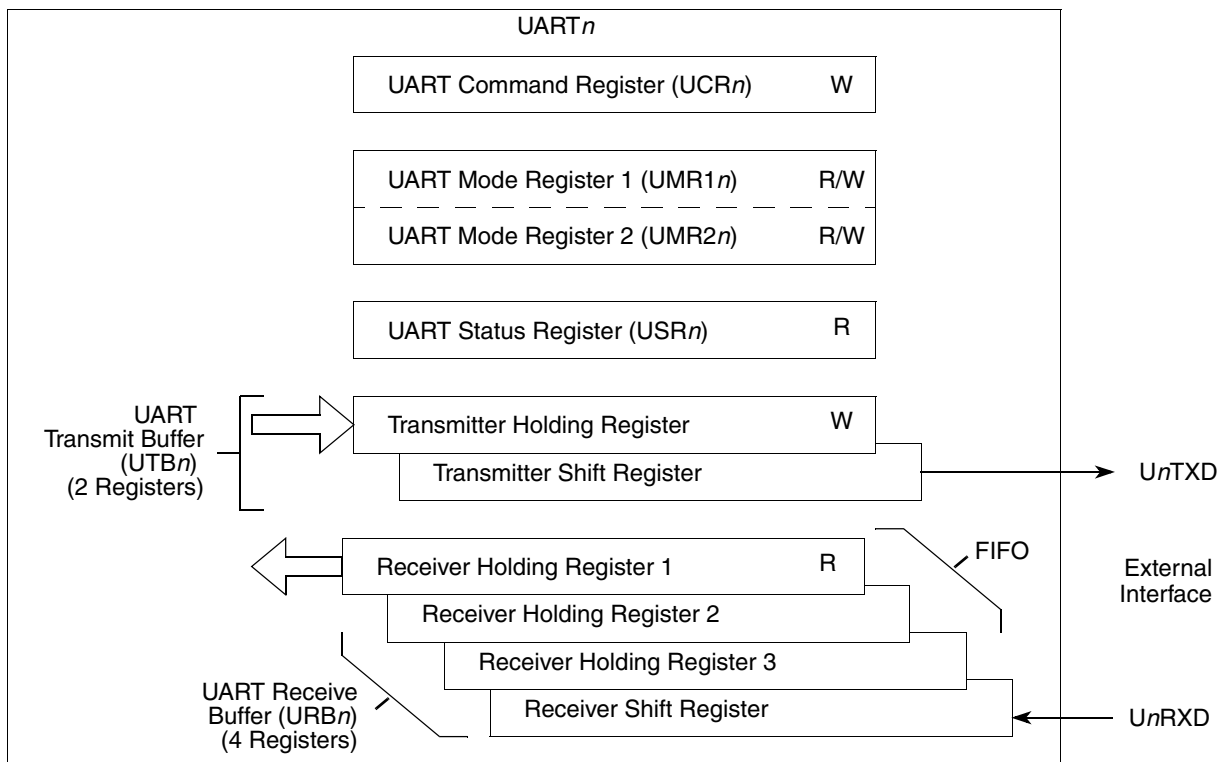 UARTn
UART Command Register (UCRn) W
UART Mode Register 1 (UMR1n) R/W
UART Mode Register 2 (UMR2n) R/W
UART Status Register (USRn) R
UART
Transmit Buffer
(UTBn)
(2 Registers)
Transmitter Holding Register W
Transmitter Shift Register
UnTXD
FIFO
External
Interface
Receiver Holding Register 1 R
Receiver Holding Register 2
Receiver Holding Register 3
Receiver Shift Register
UART Receive
Buffer (URBn)
(4 Registers)
UnRXD